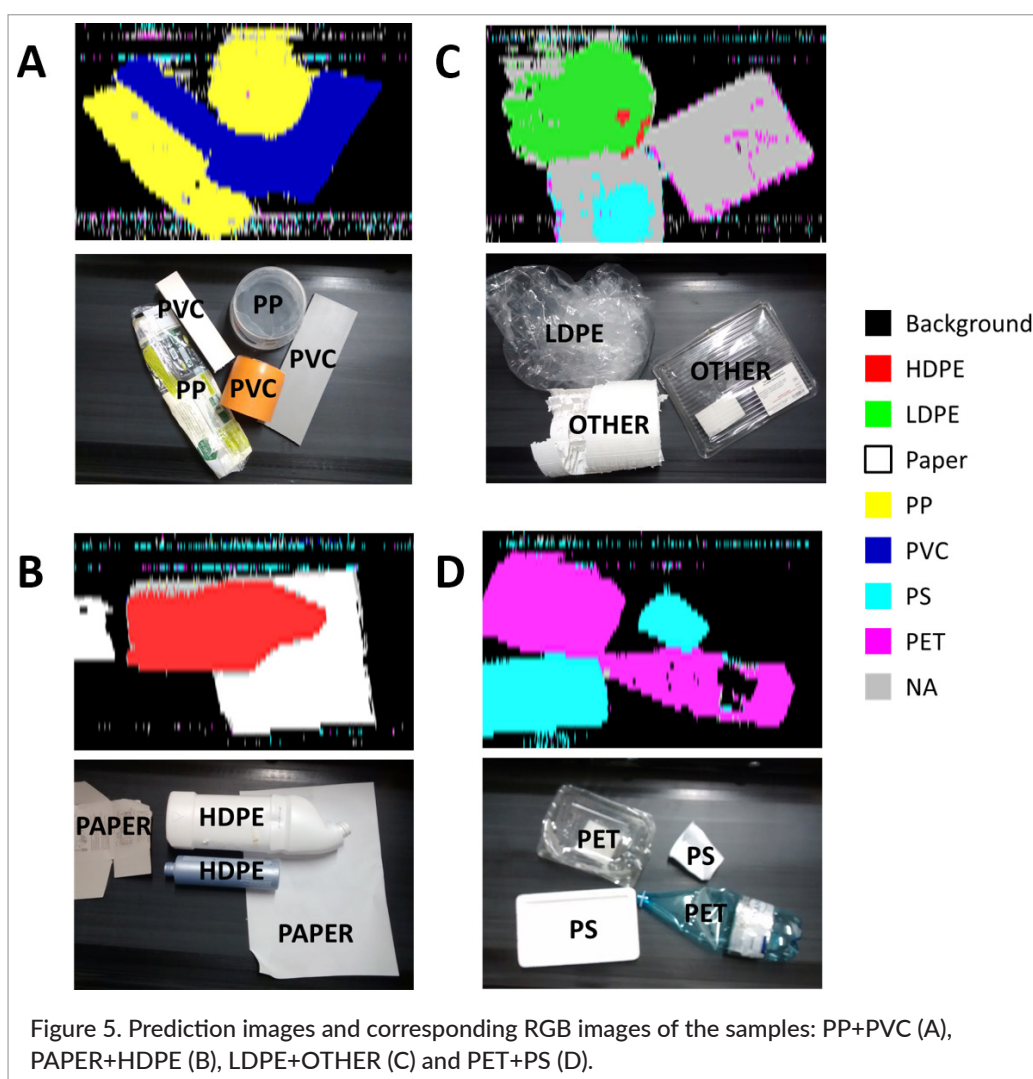 A
C
PVC
PP
PVC
PP
PVC
LDPE
OTHER
OTHER
Background
HDPE
LDPE
Paper
PP
PVC
PS
PET
NA
B
D
PAPER
HDPE
HDPE
PAPER
PET
PS
PS
PET
Figure 5. Prediction images and corresponding RGB images of the samples: PP+PVC (A),
PAPER+HDPE (B), LDPE+OTHER (C) and PET+PS (D).